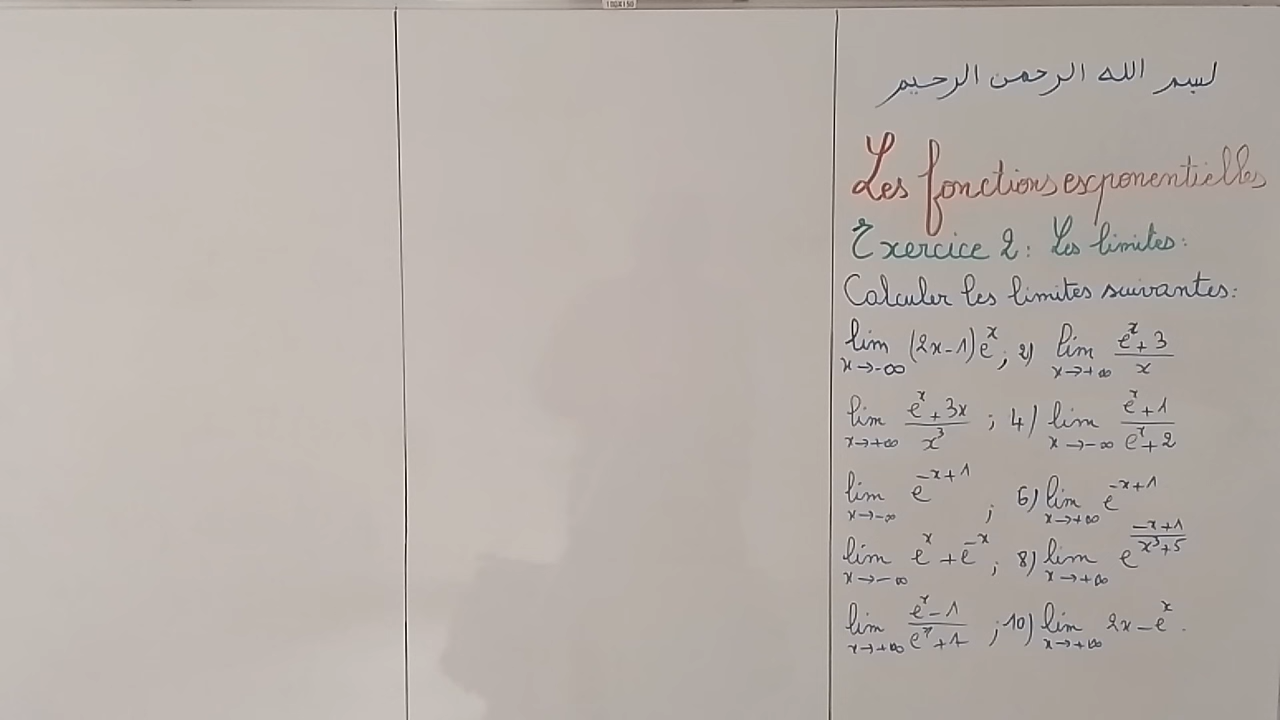 100X150
بسم الله الرحمن الرحيم
Les fonctions exponentielles
Exercice 2: Les limites:
Calculer les limites suivantes:
lim x→-∞ (2x-1)e^x ; 2) lim x→+∞ (e^x+3)/x
lim x→+∞ (e^x+3x)/x^3 ; 4) lim x→-∞ (e^x+1)/(e^x+2)
lim x→-∞ e^(-x+1) ; 6) lim x→+∞ e^(-x+1)
lim x→-∞ e^x+e^-x ; 8) lim x→+∞ e^((-x+1)/(x^3+5))
lim x→+∞ (e^x-1)/(e^x+1) ; 10) lim x→+∞ 2x-e^x.